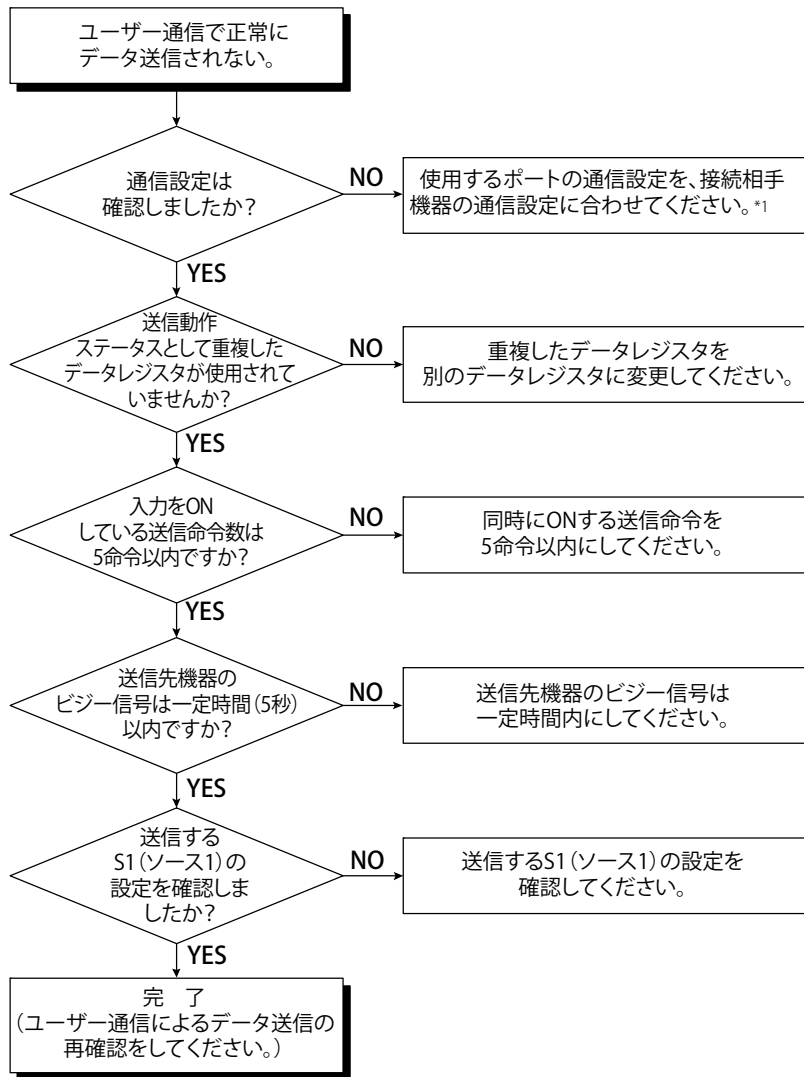 ユーザー通信で正常に
データ送信されない。
通信設定は
確認しましたか？
NO
使用するポートの通信設定を、接続相手
機器の通信設定に合わせてください。*1
YES
送信動作
ステータスとして重複した
データレジスタが使用されて
いませんか？
NO
重複したデータレジスタを
別のデータレジスタに変更してください。
YES
入力をON
している送信命令数は
5命令以内ですか？
NO
同時にONする送信命令を
5命令以内にしてください。
YES
送信先機器の
ビジー信号は一定時間（5秒）
以内ですか？
NO
送信先機器のビジー信号は
一定時間内にしてください。
YES
送信する
S1（ソース1）の
設定を確認しま
したか？
NO
送信するS1（ソース1）の設定を
確認してください。
YES
完　了
（ユーザー通信によるデータ送信の
再確認をしてください。）